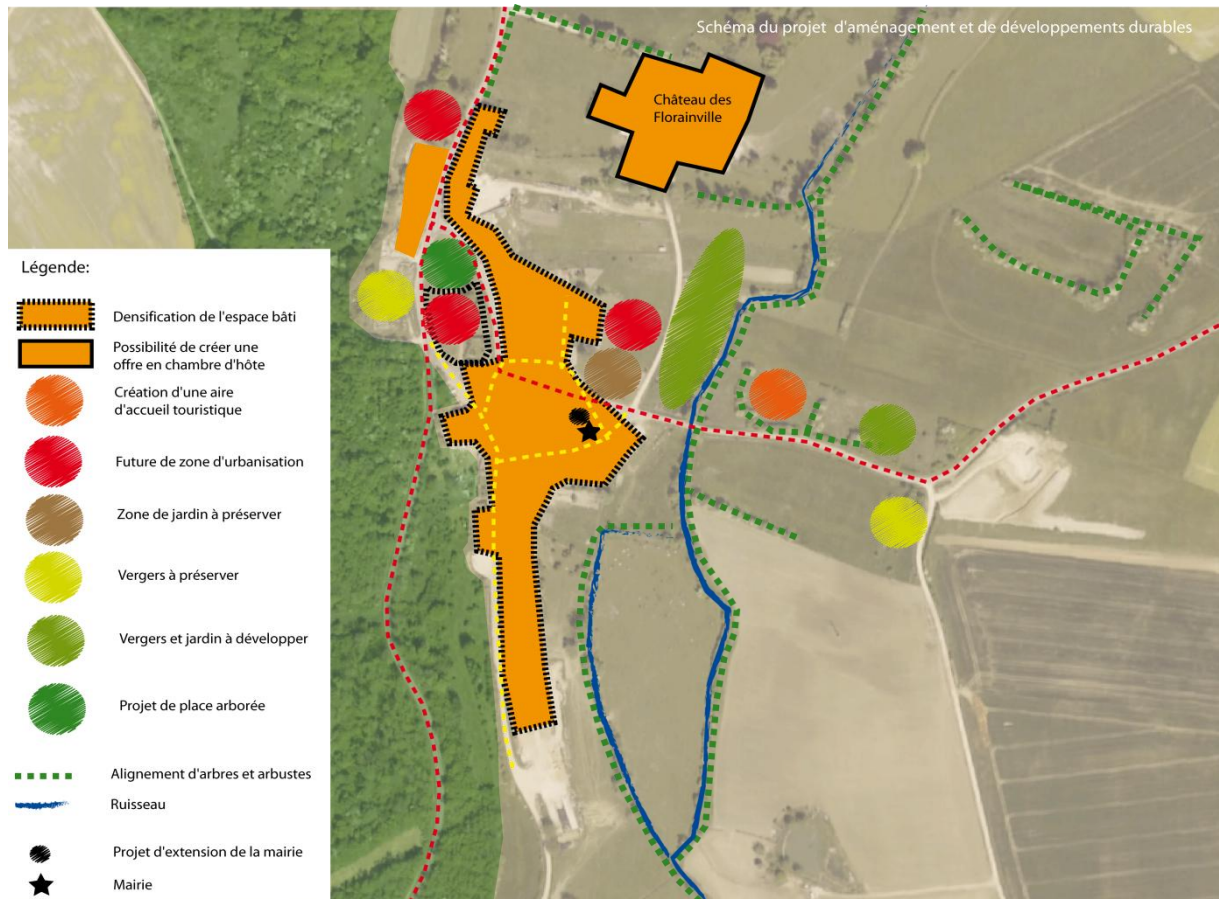 Schéma du projet d'aménagement et de développements durables
Château des
Florainville
Légende:
Densification de l'espace bâti
Possibilité de créer une
offre en chambre d'hôte
Création d'une aire
d'accueil touristique
Future de zone d'urbanisation
Zone de jardin à préserver
Vergers à préserver
Vergers et jardin à développer
Projet de place arborée
Alignement d'arbres et arbustes
Ruisseau
Projet d'extension de la mairie
Mairie